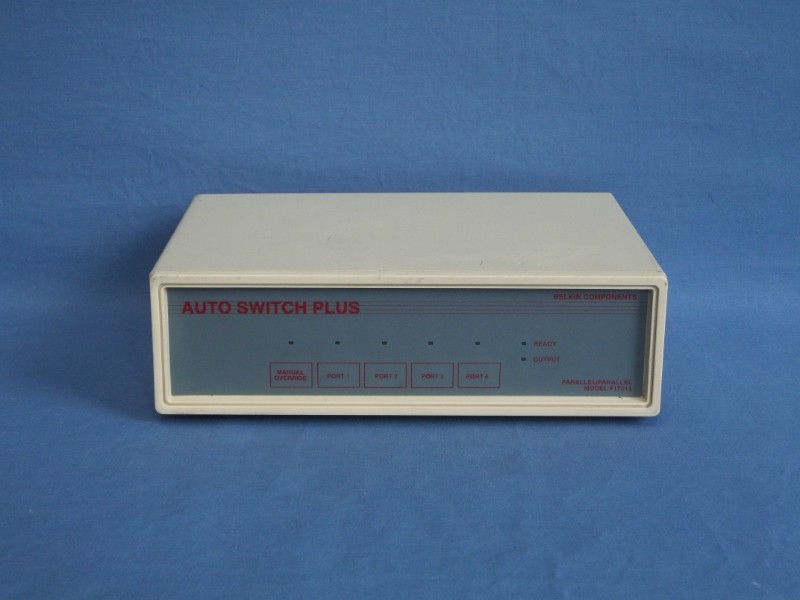 AUTO SWITCH PLUS
BELKIN COMPONENTS
READY
OUTPUT
MANUAL
OVERRIDE
PORT 1
PORT 2
PORT 3
PORT 4
PARALLEL/PARALLEL
MODEL